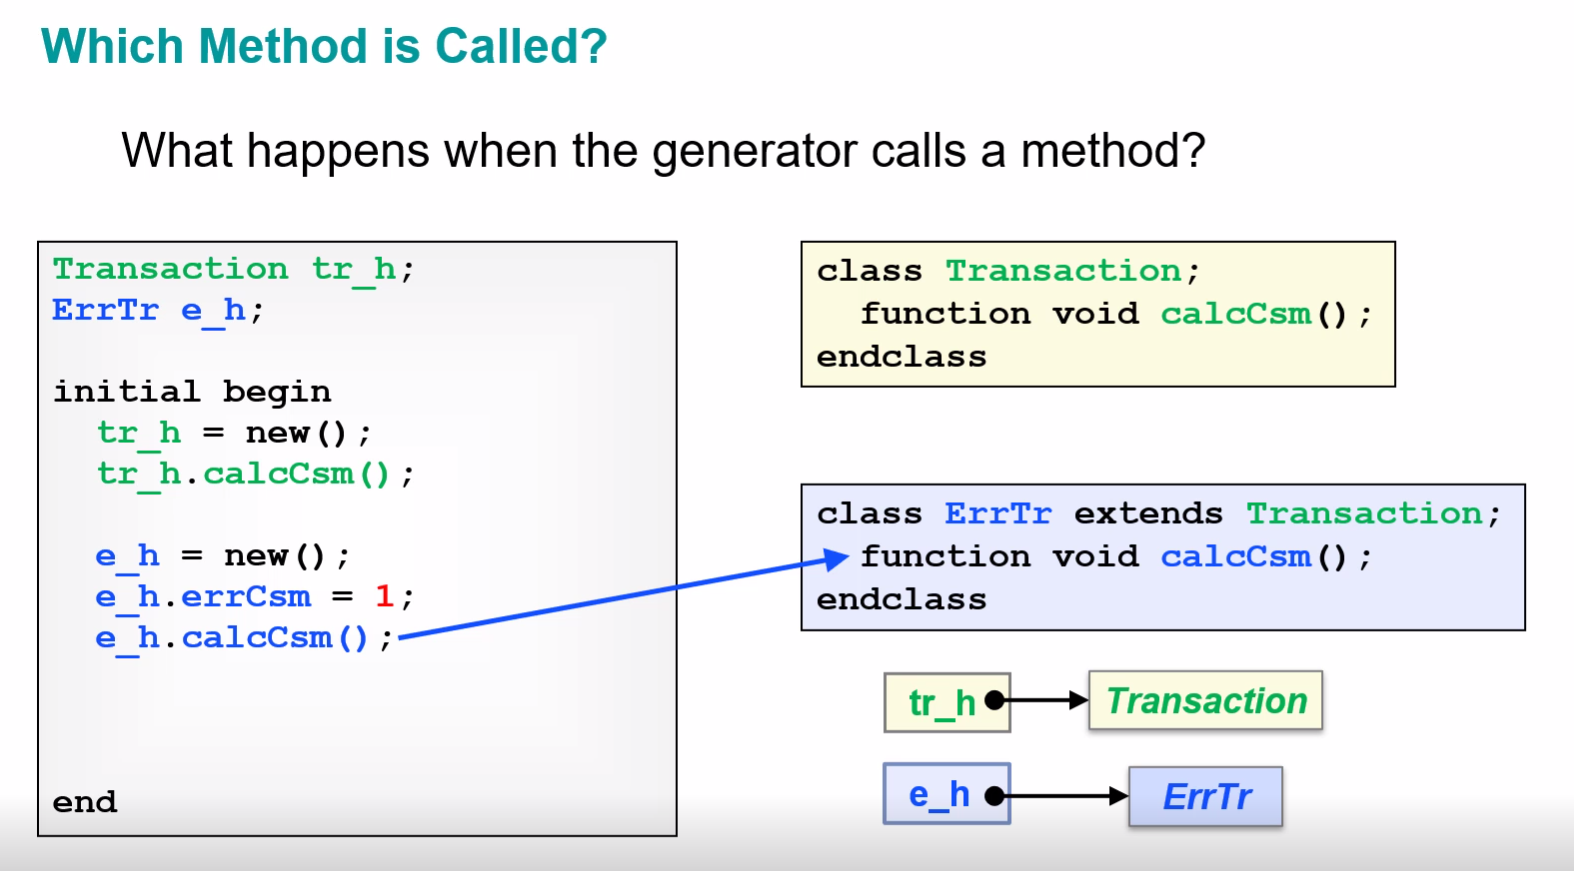 Which Method is Called?
What happens when the generator calls a method?
Transaction tr_h;
ErrTr e_h;
initial begin
tr_h = new();
tr_h.calcCsm();
e_h = new();
e_h.errCsm = 1;
e_h.calcCsm();
end
class Transaction;
function void calcCsm();
endclass
class ErrTr extends Transaction;
function void calcCsm();
endclass
tr_h Transaction
e_h ErrTr